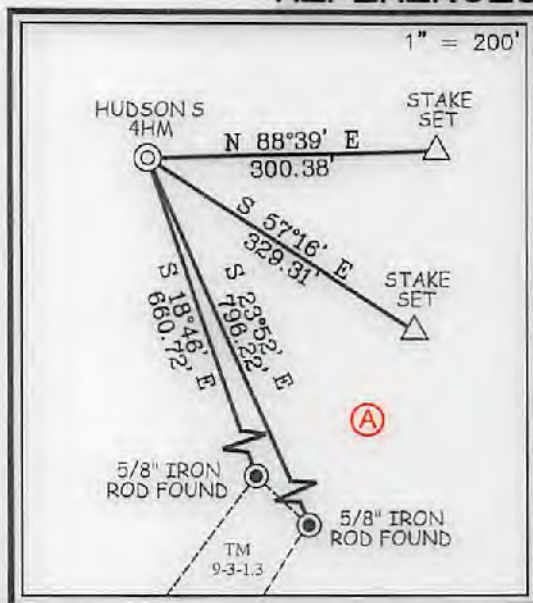 1" = 200'
HUDSON S
4HM
STAKE
SET
N 88°39' E
300.38'
S 57°16' E
329.31'
STAKE
SET
S 18°46' E
660.72'
S 23°52' E
796.22'
A
5/8" IRON
ROD FOUND
5/8" IRON
ROD FOUND
TM
9-3-1.3